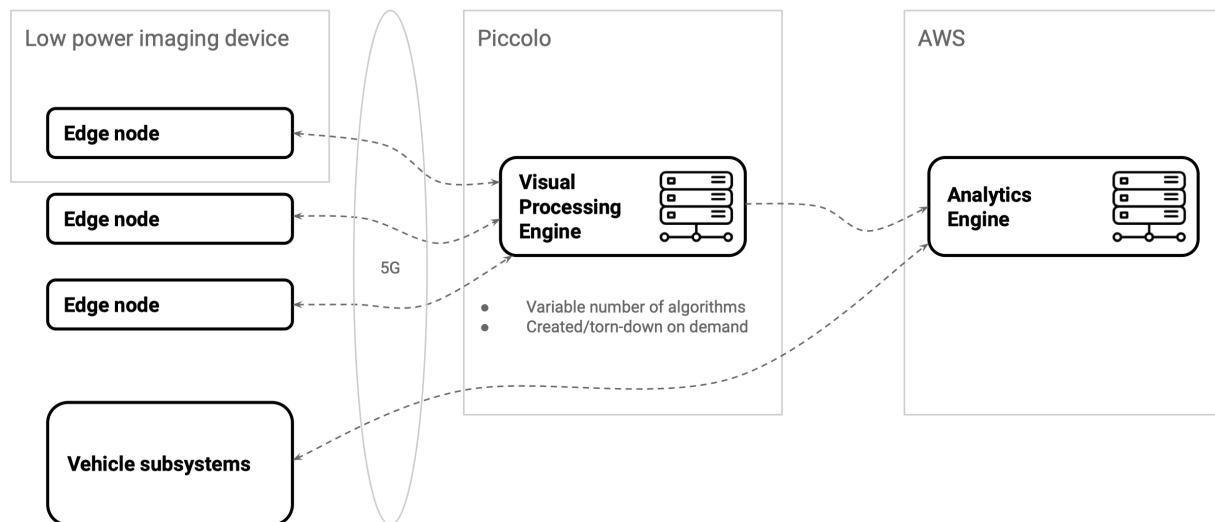 Low power imaging device
Piccolo
AWS
Edge node
Edge node
Edge node
Vehicle subsystems
5G
Visual
Processing
Engine
● Variable number of algorithms
● Created/torn-down on demand
Analytics
Engine